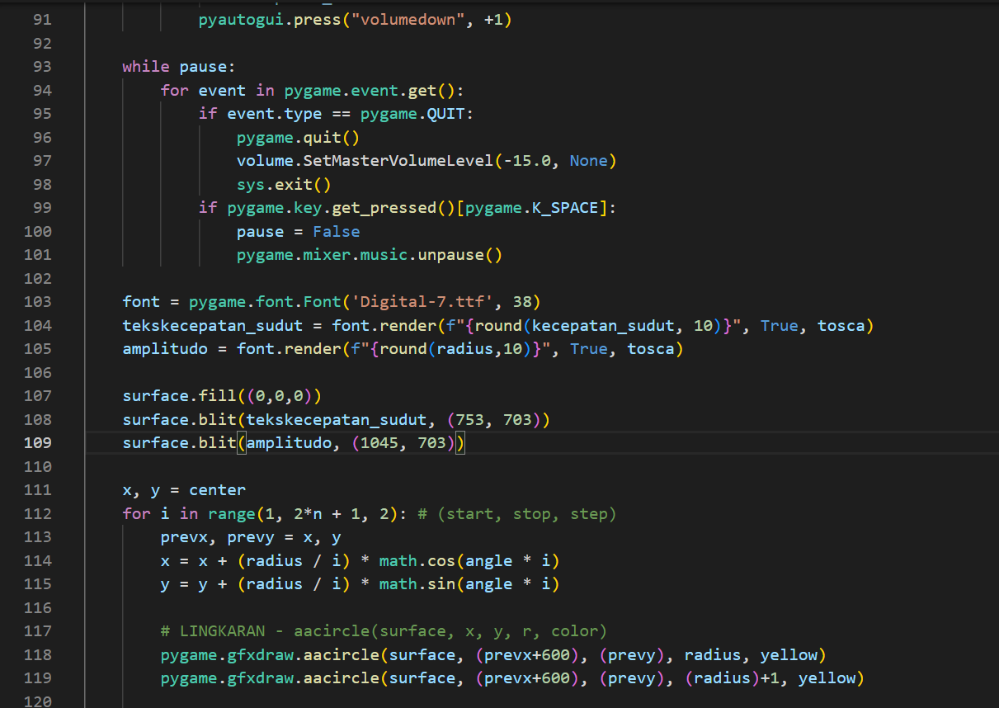 91 pyautogui.press("volumedown", +1)
92
93 while pause:
94 for event in pygame.event.get():
95 if event.type == pygame.QUIT:
96 pygame.quit()
97 volume.SetMasterVolumeLevel(-15.0, None)
98 sys.exit()
99 if pygame.key.get_pressed()[pygame.K_SPACE]:
100 pause = False
101 pygame.mixer.music.unpause()
102
103 font = pygame.font.Font('Digital-7.ttf', 38)
104 tekskecepatan_sudut = font.render(f"{round(kecepatan_sudut, 10)}", True, tosca)
105 amplitudo = font.render(f"{round(radius,10)}", True, tosca)
106
107 surface.fill((0,0,0))
108 surface.blit(tekskecepatan_sudut, (753, 703))
109 surface.blit(amplitudo, (1045, 703))
110
111 x, y = center
112 for i in range(1, 2*n + 1, 2): # (start, stop, step)
113 prevx, prevy = x, y
114 x = x + (radius / i) * math.cos(angle * i)
115 y = y + (radius / i) * math.sin(angle * i)
116
117 # LINGKARAN - aacircle(surface, x, y, r, color)
118 pygame.gfxdraw.aacircle(surface, (prevx+600), (prevy), radius, yellow)
119 pygame.gfxdraw.aacircle(surface, (prevx+600), (prevy), (radius)+1, yellow)
120